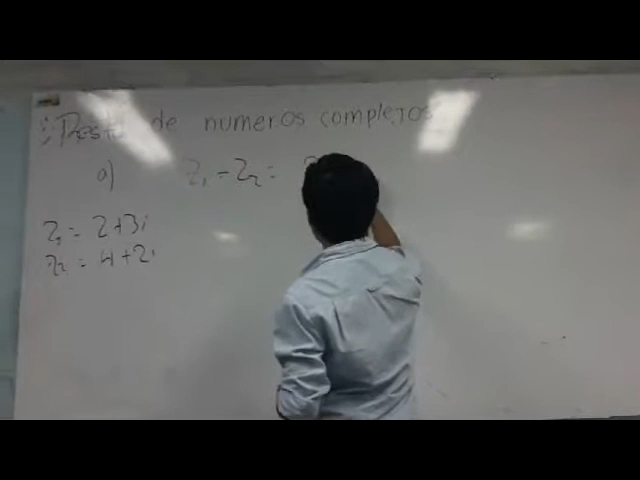 Resta de numeros complejos
a) Z₁ - Z₂ =
Z₁ = 2+3i
Z₂ = 4+2i